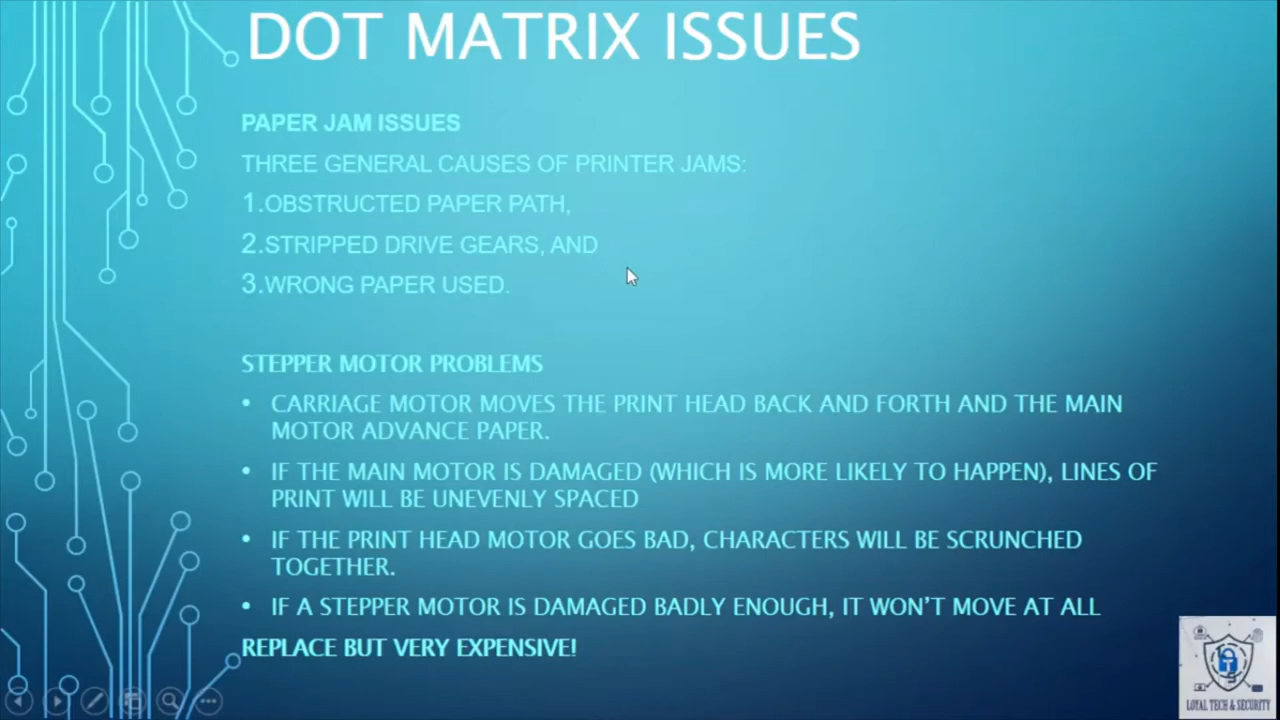 DOT MATRIX ISSUES
PAPER JAM ISSUES
THREE GENERAL CAUSES OF PRINTER JAMS:
1.OBSTRUCTED PAPER PATH,
2.STRIPPED DRIVE GEARS, AND
3.WRONG PAPER USED.
STEPPER MOTOR PROBLEMS
• CARRIAGE MOTOR MOVES THE PRINT HEAD BACK AND FORTH AND THE MAIN
MOTOR ADVANCE PAPER.
• IF THE MAIN MOTOR IS DAMAGED (WHICH IS MORE LIKELY TO HAPPEN), LINES OF
PRINT WILL BE UNEVENLY SPACED
• IF THE PRINT HEAD MOTOR GOES BAD, CHARACTERS WILL BE SCRUNCHED
TOGETHER.
• IF A STEPPER MOTOR IS DAMAGED BADLY ENOUGH, IT WON’T MOVE AT ALL
REPLACE BUT VERY EXPENSIVE!
LOYAL TECH & SECURITY